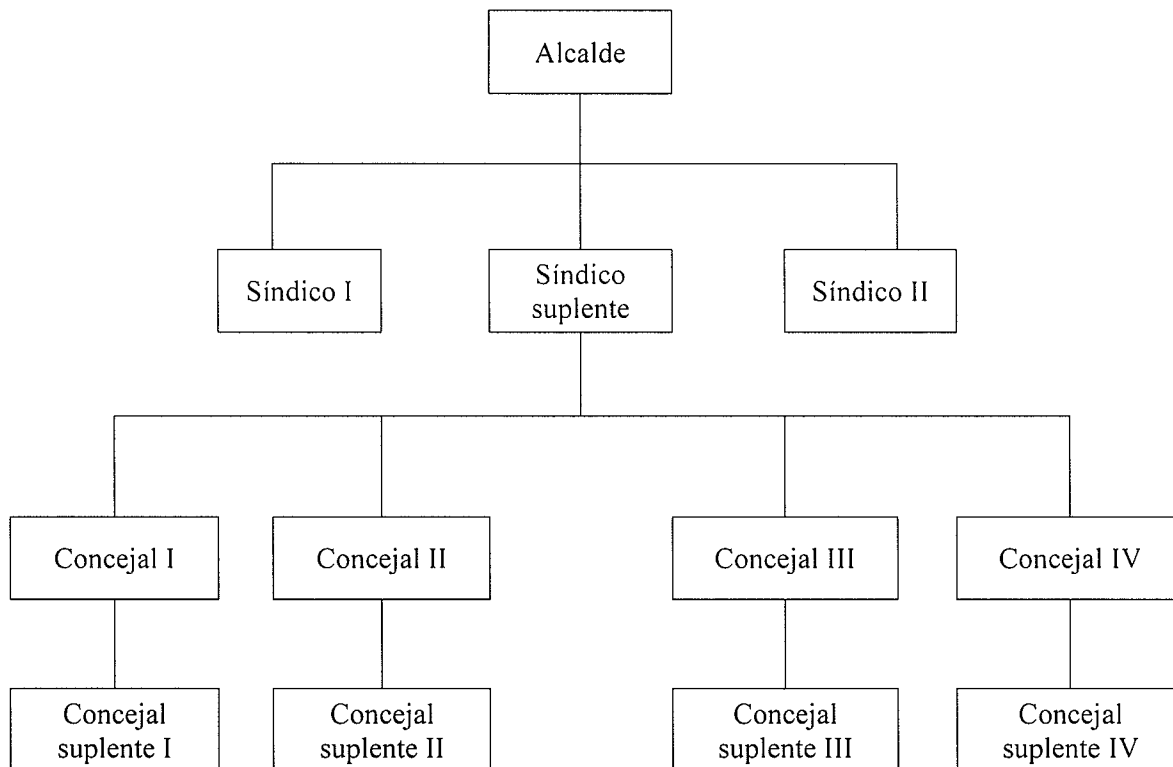 Alcalde
Síndico I
Síndico
suplente
Síndico II
Concejal I
Concejal II
Concejal III
Concejal IV
Concejal
suplente I
Concejal
suplente II
Concejal
suplente III
Concejal
suplente IV